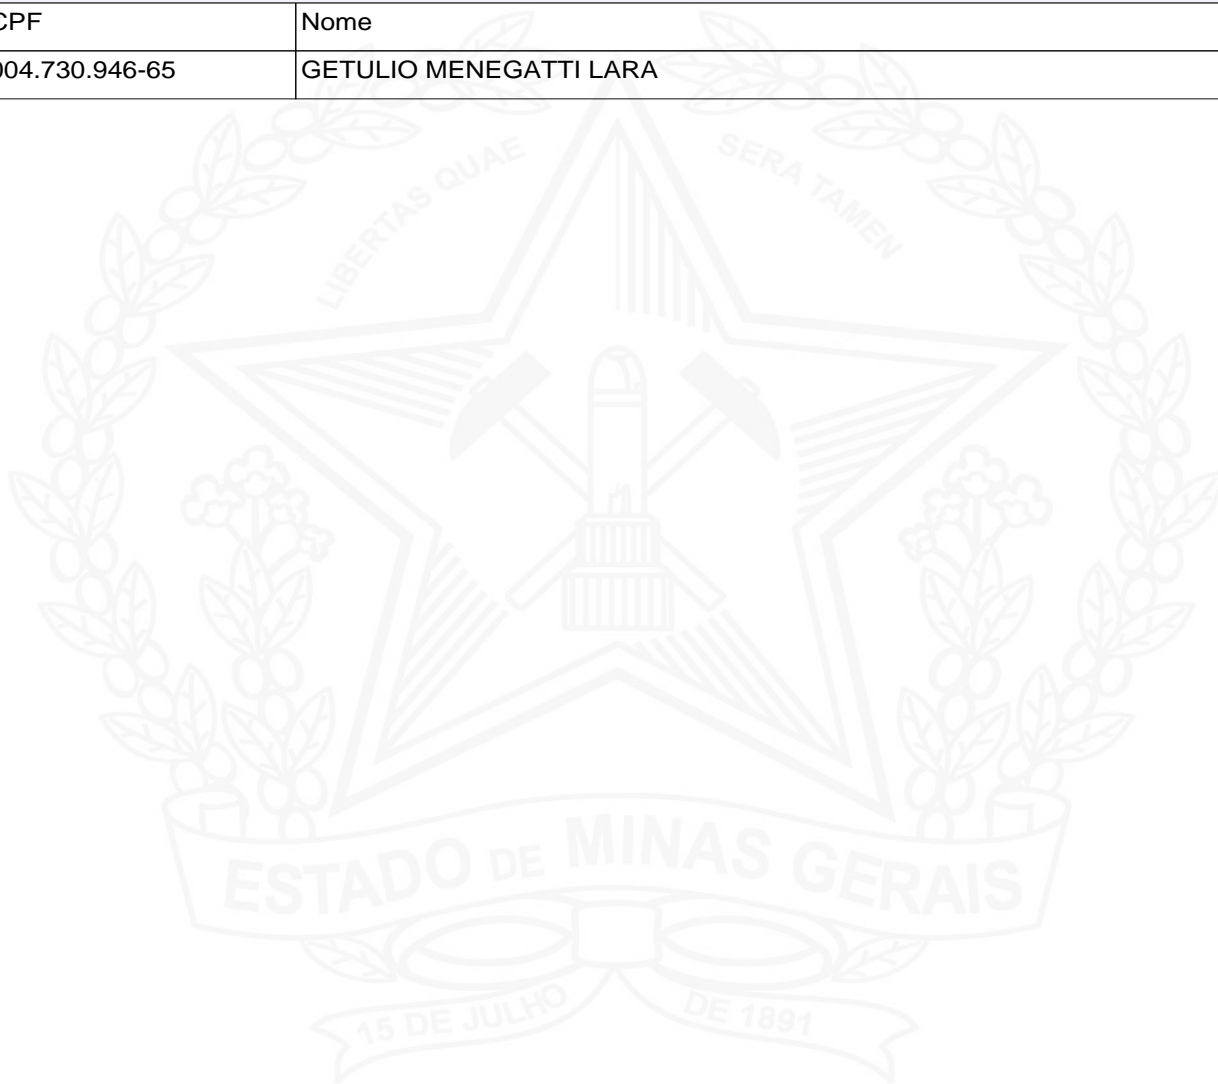 CPF Nome
004.730.946-65 GETULIO MENEGATTI LARA
LIBERTAS QUAE SERA TAMEN
ESTADO DE MINAS GERAIS
15 DE JULHO DE 1891